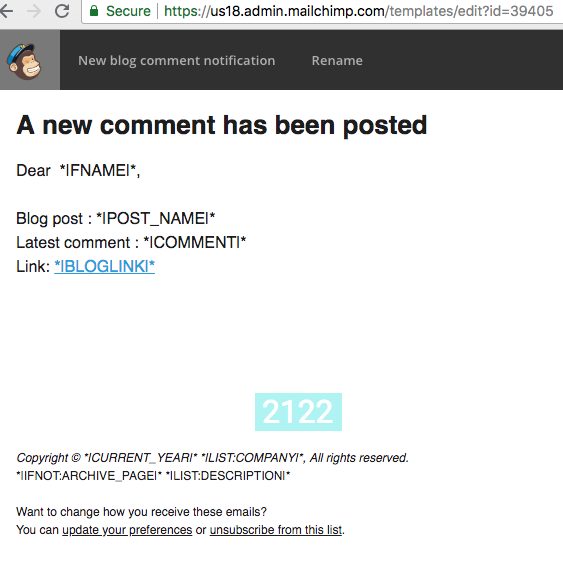 Secure https://us18.admin.mailchimp.com/templates/edit?id=39405
New blog comment notification Rename
A new comment has been posted
Dear *|FNAME|*,
Blog post : *|POST_NAME|*
Latest comment : *|COMMENT|*
Link: *|BLOGLINK|*
2122
Copyright © *|CURRENT_YEAR|* *|LIST:COMPANY|*, All rights reserved.
*|IFNOT:ARCHIVE_PAGE|* *|LIST:DESCRIPTION|*
Want to change how you receive these emails?
You can update your preferences or unsubscribe from this list.